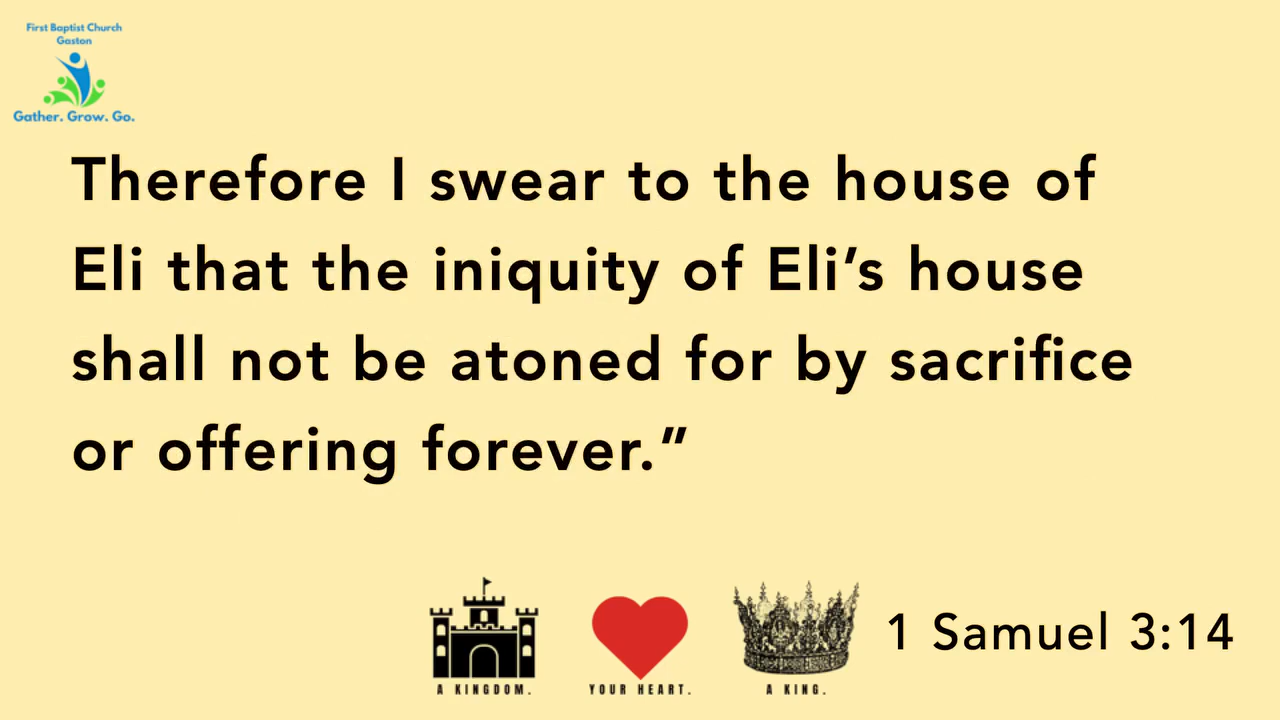 First Baptist Church
Gaston
Gather. Grow. Go.
Therefore I swear to the house of
Eli that the iniquity of Eli’s house
shall not be atoned for by sacrifice
or offering forever.”
A KINGDOM.
YOUR HEART.
A KING.
1 Samuel 3:14